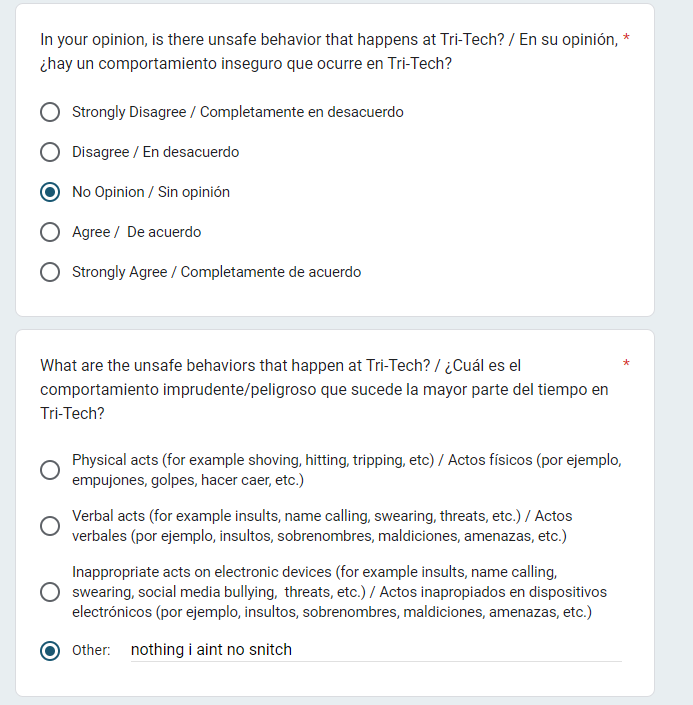 In your opinion, is there unsafe behavior that happens at Tri-Tech? / En su opinión, *
¿hay un comportamiento inseguro que ocurre en Tri-Tech?
Strongly Disagree / Completamente en desacuerdo
Disagree / En desacuerdo
No Opinion / Sin opinión
Agree /  De acuerdo
Strongly Agree / Completamente de acuerdo
What are the unsafe behaviors that happen at Tri-Tech? / ¿Cuál es el *
comportamiento imprudente/peligroso que sucede la mayor parte del tiempo en
Tri-Tech?
Physical acts (for example shoving, hitting, tripping, etc) / Actos físicos (por ejemplo,
empujones, golpes, hacer caer, etc.)
Verbal acts (for example insults, name calling, swearing, threats, etc.) / Actos
verbales (por ejemplo, insultos, sobrenombres, maldiciones, amenazas, etc.)
Inappropriate acts on electronic devices (for example insults, name calling,
swearing, social media bullying,  threats, etc.) / Actos inapropiados en dispositivos
electrónicos (por ejemplo, insultos, sobrenombres, maldiciones, amenazas, etc.)
Other: nothing i aint no snitch